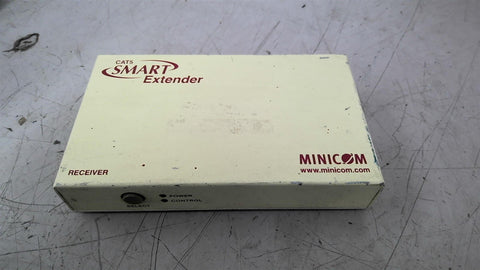 CAT5
SMART
Extender
RECEIVER
MINICOM
www.minicom.com
SELECT
POWER
CONTROL